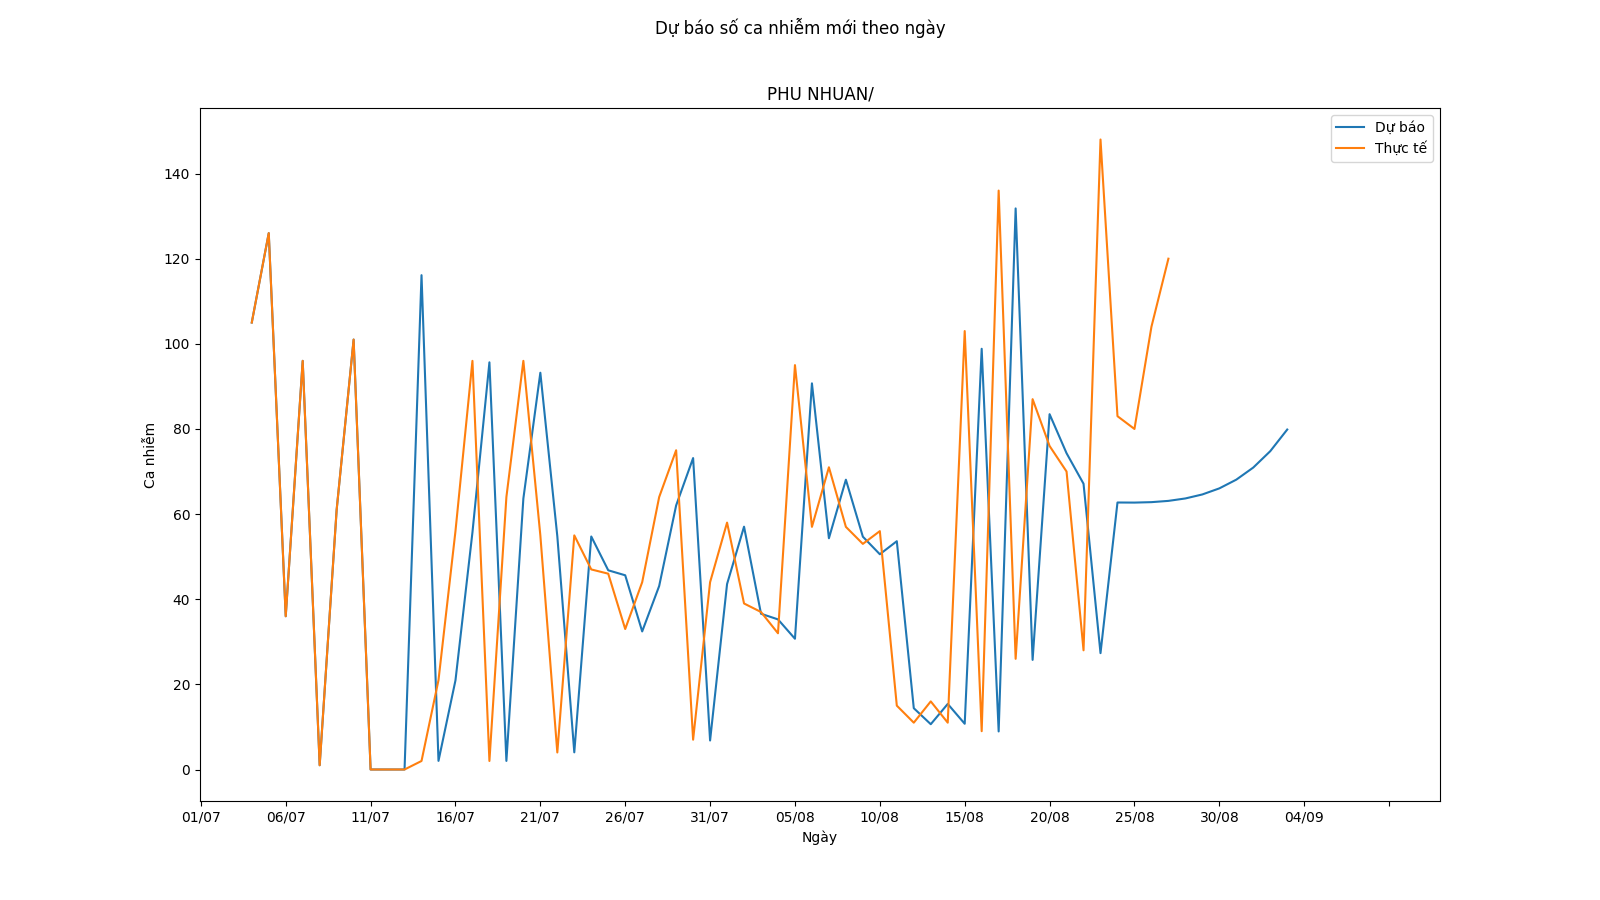 Dự báo số ca nhiễm mới theo ngày
PHU NHUAN/
Dự báo
Thực tế
140
120
100
80
60
40
20
0
Ca nhiễm
01/07 06/07 11/07 16/07 21/07 26/07 31/07 05/08 10/08 15/08 20/08 25/08 30/08 04/09
Ngày